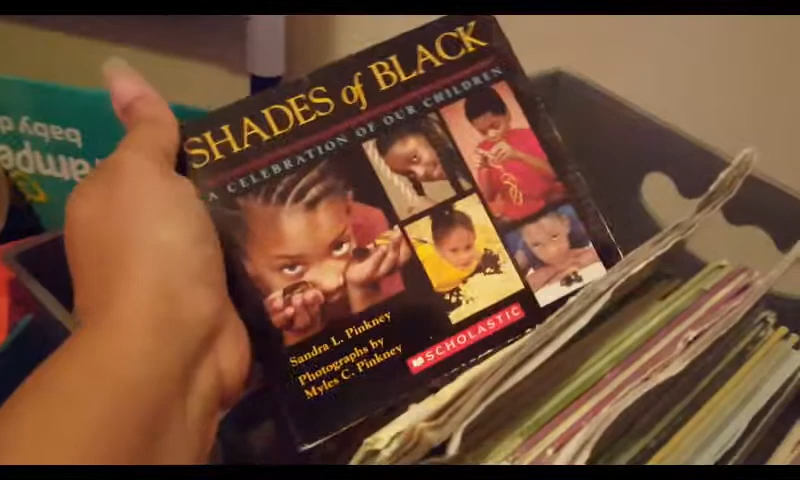 SHADES of BLACK
A CELEBRATION OF OUR CHILDREN
Sandra L. Pinkney
Photographs by
Myles C. Pinkney
SCHOLASTIC
ampe
baby d